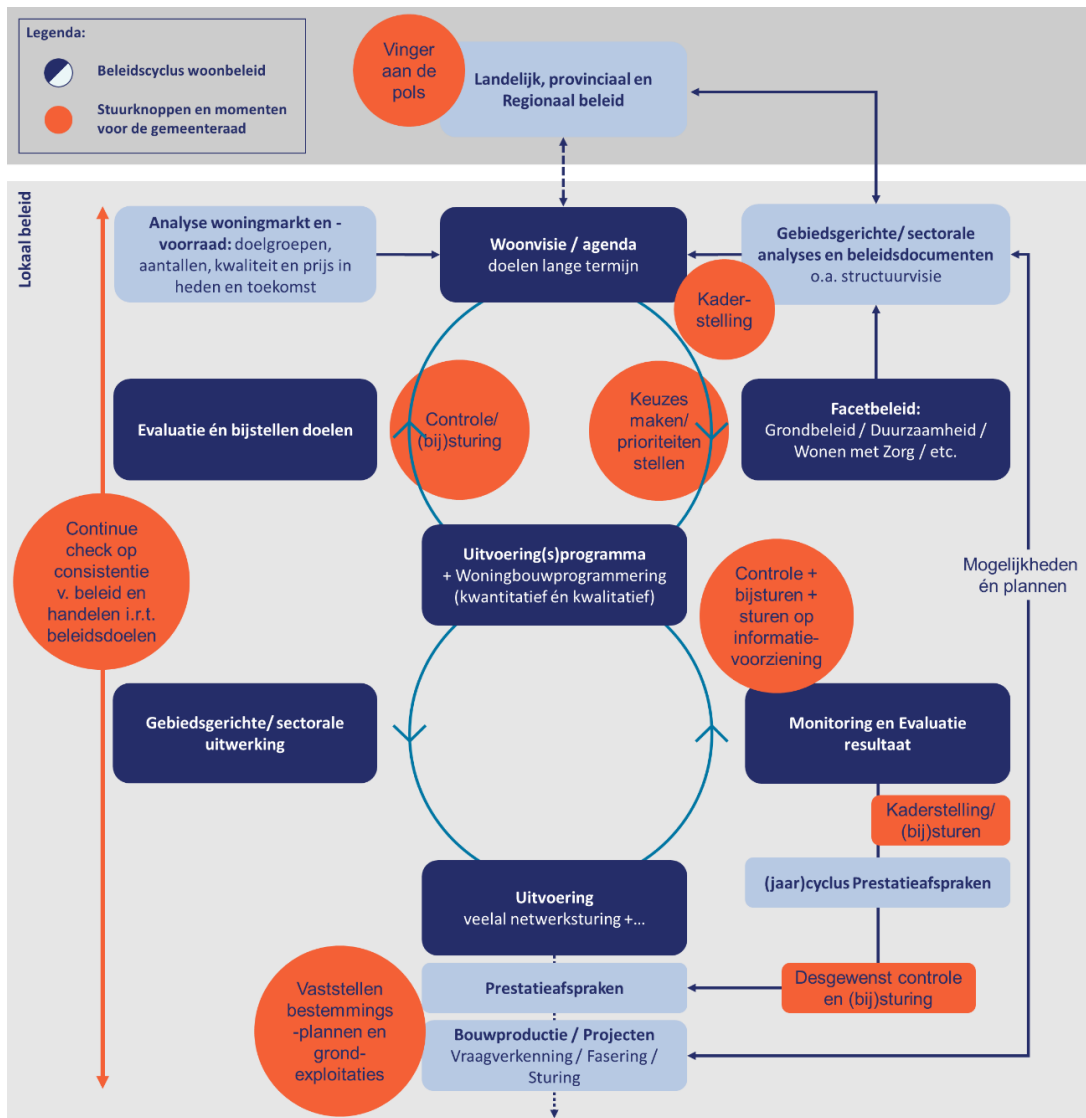 Legenda:
Beleidscyclus woonbeleid
Stuurknoppen en momenten
voor de gemeenteraad
Vinger
aan de
pols
Landelijk, provinciaal en
Regionaal beleid
Lokaal beleid
Analyse woningmarkt en -
voorraad: doelgroepen,
aantallen, kwaliteit en prijs in
heden en toekomst
Woonvisie / agenda
doelen lange termijn
Gebiedsgerichte/ sectorale
analyses en beleidsdocumenten
o.a. structuurvisie
Kader-
stelling
Evaluatie én bijstellen doelen
Controle/
(bij)sturing
Keuzes
maken/
prioriteiten
stellen
Facetbeleid:
Grondbeleid / Duurzaamheid /
Wonen met Zorg / etc.
Continue
check op
consistentie
v. beleid en
handelen i.r.t.
beleidsdoelen
Uitvoering(s)programma
+ Woningbouwprogrammering
(kwantitatief én kwalitatief)
Controle +
bijsturen +
sturen op
informatie-
voorziening
Mogelijkheden
én plannen
Gebiedsgerichte/ sectorale
uitwerking
Monitoring en Evaluatie
resultaat
Kaderstelling/
(bij)sturen
(jaar)cyclus Prestatieafspraken
Uitvoering
veelal netwerksturing +...
Desgewenst controle
en (bij)sturing
Prestatieafspraken
Vaststellen
bestemmings
-plannen en
grond-
exploitaties
Bouwproductie / Projecten
Vraagverkenning / Fasering /
Sturing